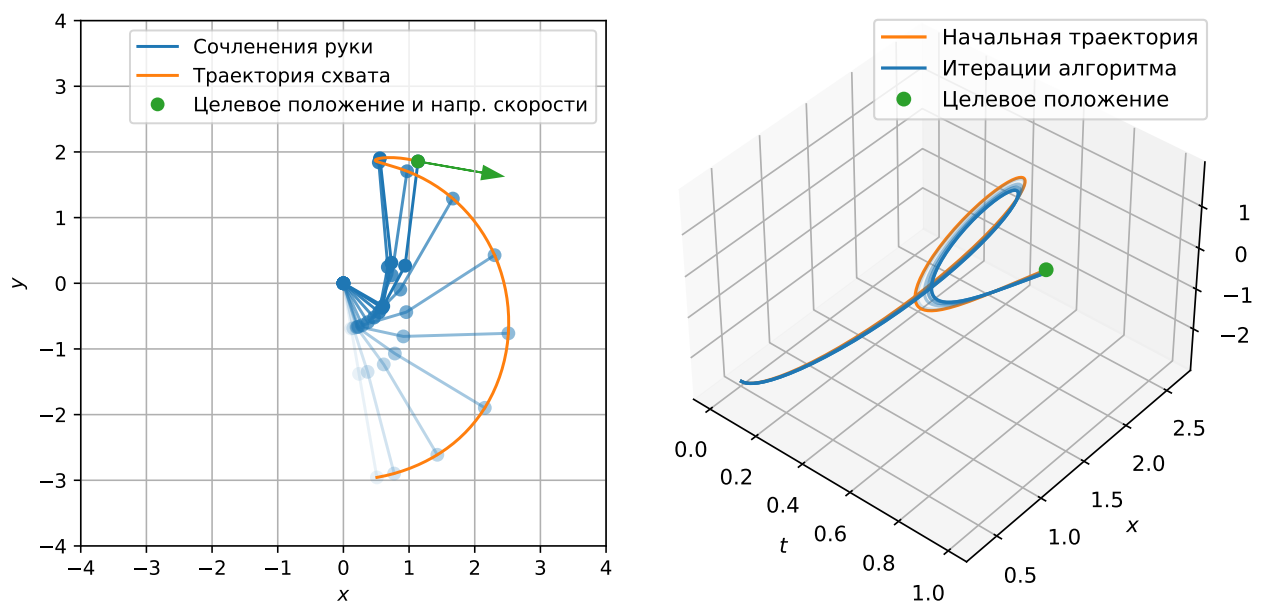 Сочленения руки
Траектория схвата
Целевое положение и напр. скорости
4
3
2
1
0
−1
−2
−3
−4
y
−4 −3 −2 −1 0 1 2 3 4
x
Начальная траектория
Итерации алгоритма
Целевое положение
1
0
−1
−2
0.0 0.2 0.4 0.6 0.8 1.0
t
0.5 1.0 1.5 2.0 2.5
x